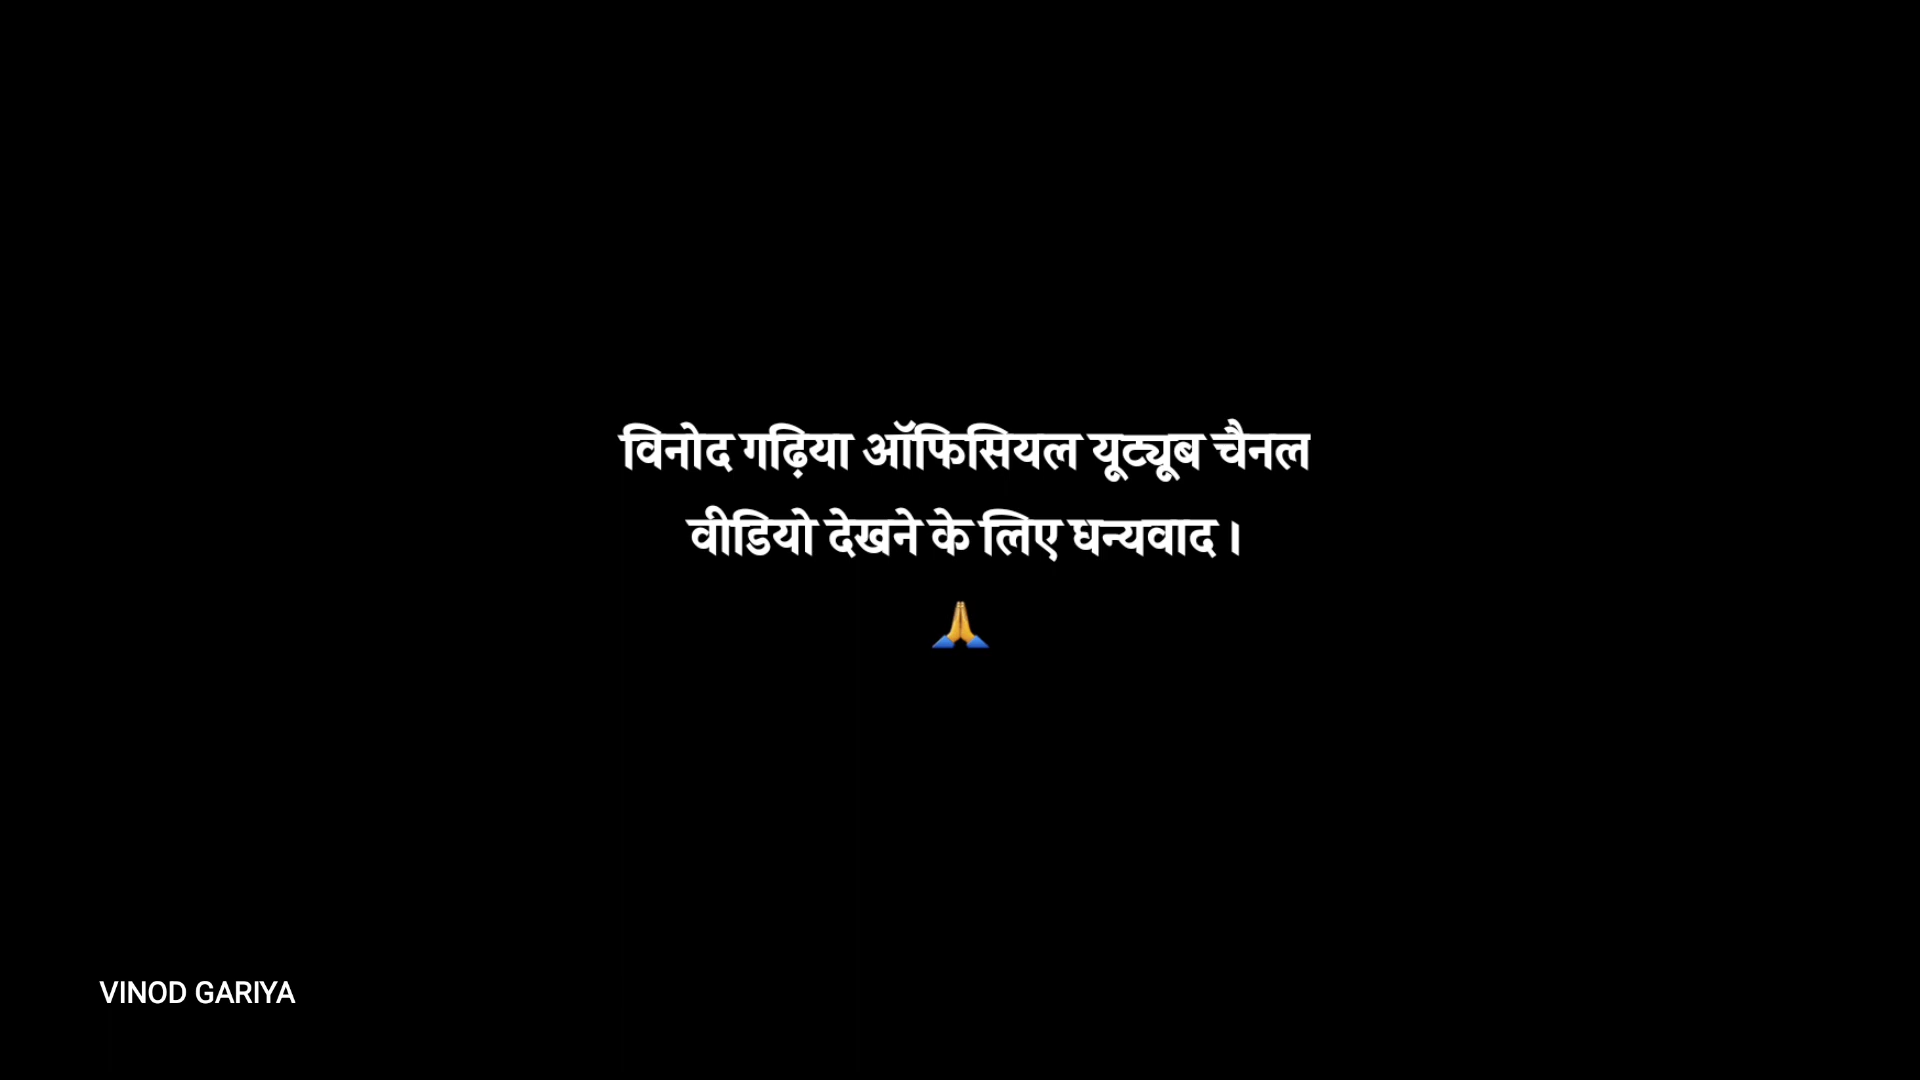 विनोद गढ़िया ऑफिसियल यूट्यूब चैनल
वीडियो देखने के लिए धन्यवाद ।
🙏
VINOD GARIYA